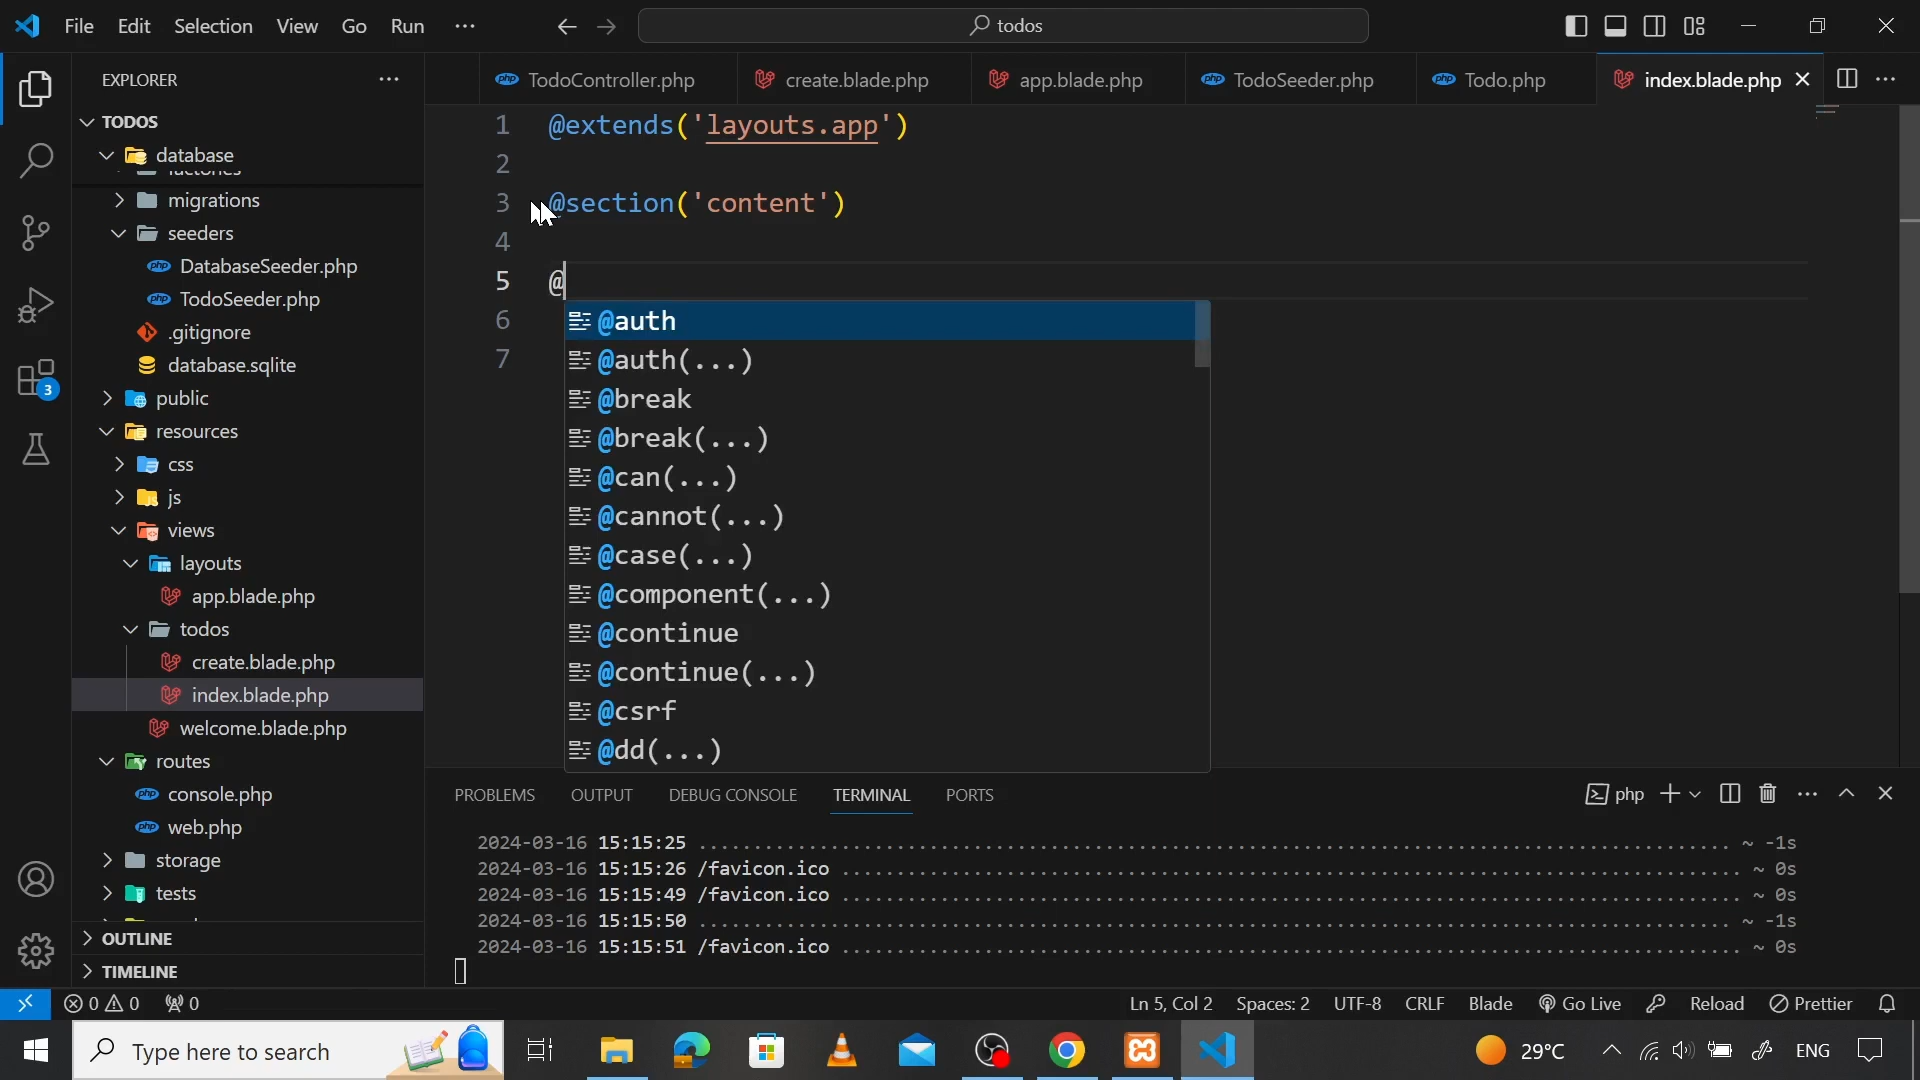 File Edit Selection View Go Run ...
todos
EXPLORER
TodoController.php create.blade.php app.blade.php TodoSeeder.php Todo.php index.blade.php
TODOS
database
migrations
seeders
DatabaseSeeder.php
TodoSeeder.php
.gitignore
database.sqlite
public
resources
css
js
views
layouts
app.blade.php
todos
create.blade.php
index.blade.php
welcome.blade.php
routes
console.php
web.php
storage
tests
OUTLINE
TIMELINE
3
1 @extends('layouts.app')
2
3 @section('content')
4
5 @
6
7
@auth
@auth(...)
@break
@break(...)
@can(...)
@cannot(...)
@case(...)
@component(...)
@continue
@continue(...)
@csrf
@dd(...)
PROBLEMS OUTPUT DEBUG CONSOLE TERMINAL PORTS
php
2024-03-16 15:15:25 ~ -1s
2024-03-16 15:15:26 /favicon.ico ~ 0s
2024-03-16 15:15:49 /favicon.ico ~ 0s
2024-03-16 15:15:50 ~ -1s
2024-03-16 15:15:51 /favicon.ico ~ 0s
0 0 0
Ln 5, Col 2 Spaces: 2 UTF-8 CRLF Blade Go Live Reload Prettier
Type here to search
29°C ENG